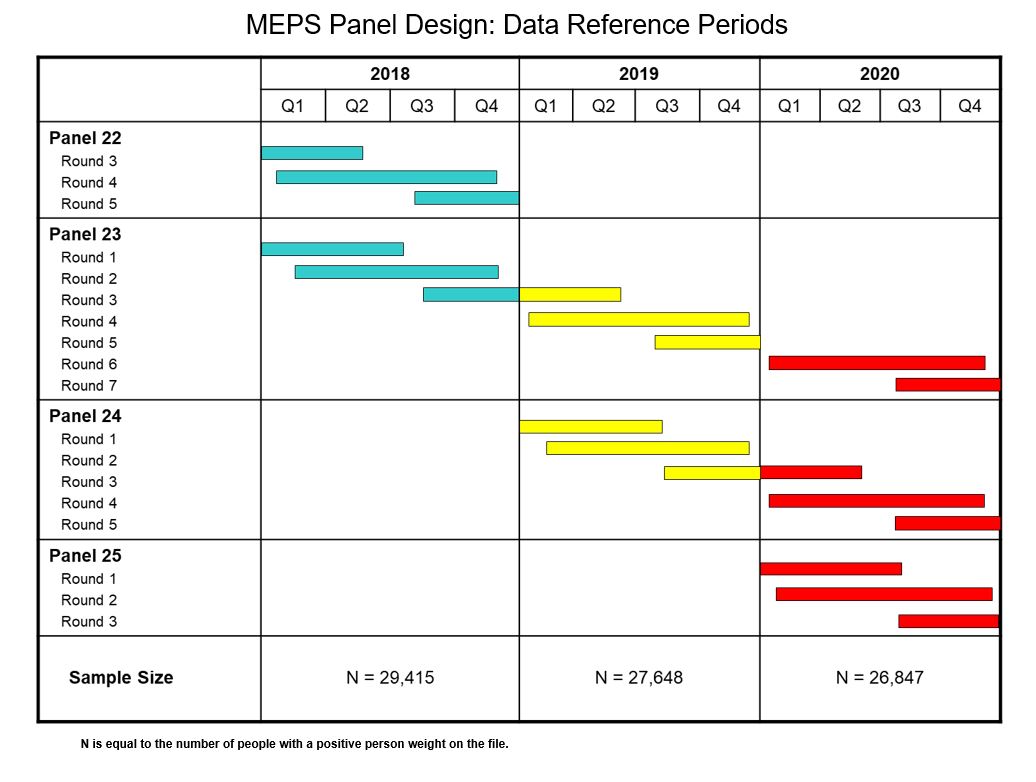 MEPS Panel Design: Data Reference Periods
2018 2019 2020
Q1 Q2 Q3 Q4 Q1 Q2 Q3 Q4 Q1 Q2 Q3 Q4
Panel 22
Round 3
Round 4
Round 5
Panel 23
Round 1
Round 2
Round 3
Round 4
Round 5
Round 6
Round 7
Panel 24
Round 1
Round 2
Round 3
Round 4
Round 5
Panel 25
Round 1
Round 2
Round 3
Sample Size N = 29,415 N = 27,648 N = 26,847
N is equal to the number of people with a positive person weight on the file.